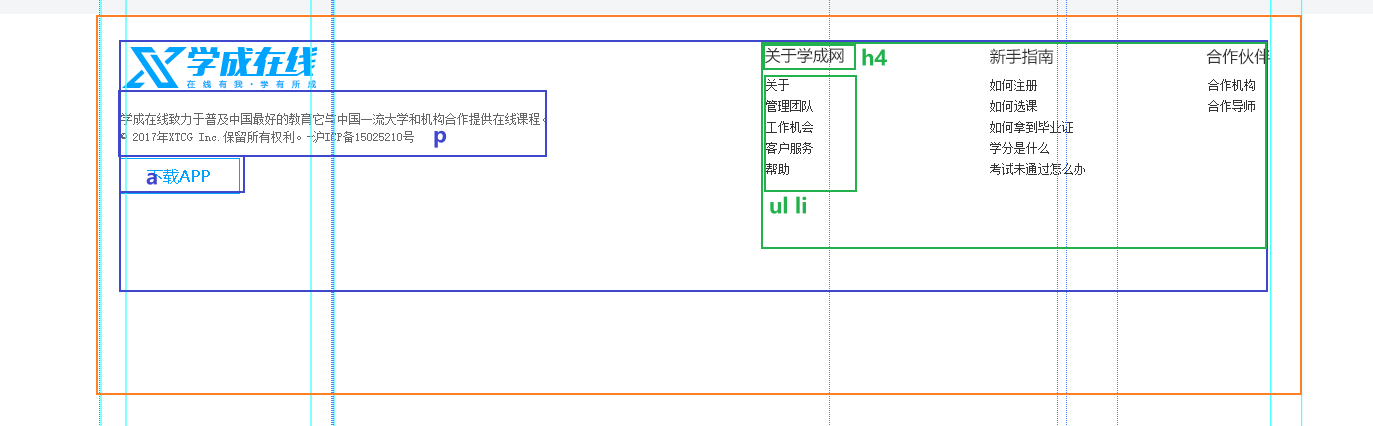 学成在线
在线有我·学有所成
学成在线致力于普及中国最好的教育它与中国一流大学和机构合作提供在线课程。
© 2017年XTCG Inc.保留所有权利。-沪ICP备15025210号
p
下载APP
a
关于学成网
h4
关于
管理团队
工作机会
客户服务
帮助
ul li
新手指南
如何注册
如何选课
如何拿到毕业证
学分是什么
考试未通过怎么办
合作伙伴
合作机构
合作导师